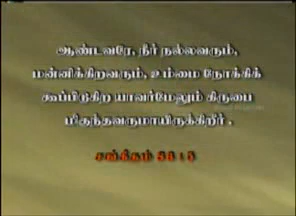 ஆண்டவரே, நீர் நல்லவரும்,
மன்னிக்கிறவரும், உம்மை நோக்கிக்
கூப்பிடுகிற யாவர்மேலும் கிருபை
மிகுந்தவருமாயிருக்கிறீர்.
சங்கீதம் 86 : 5